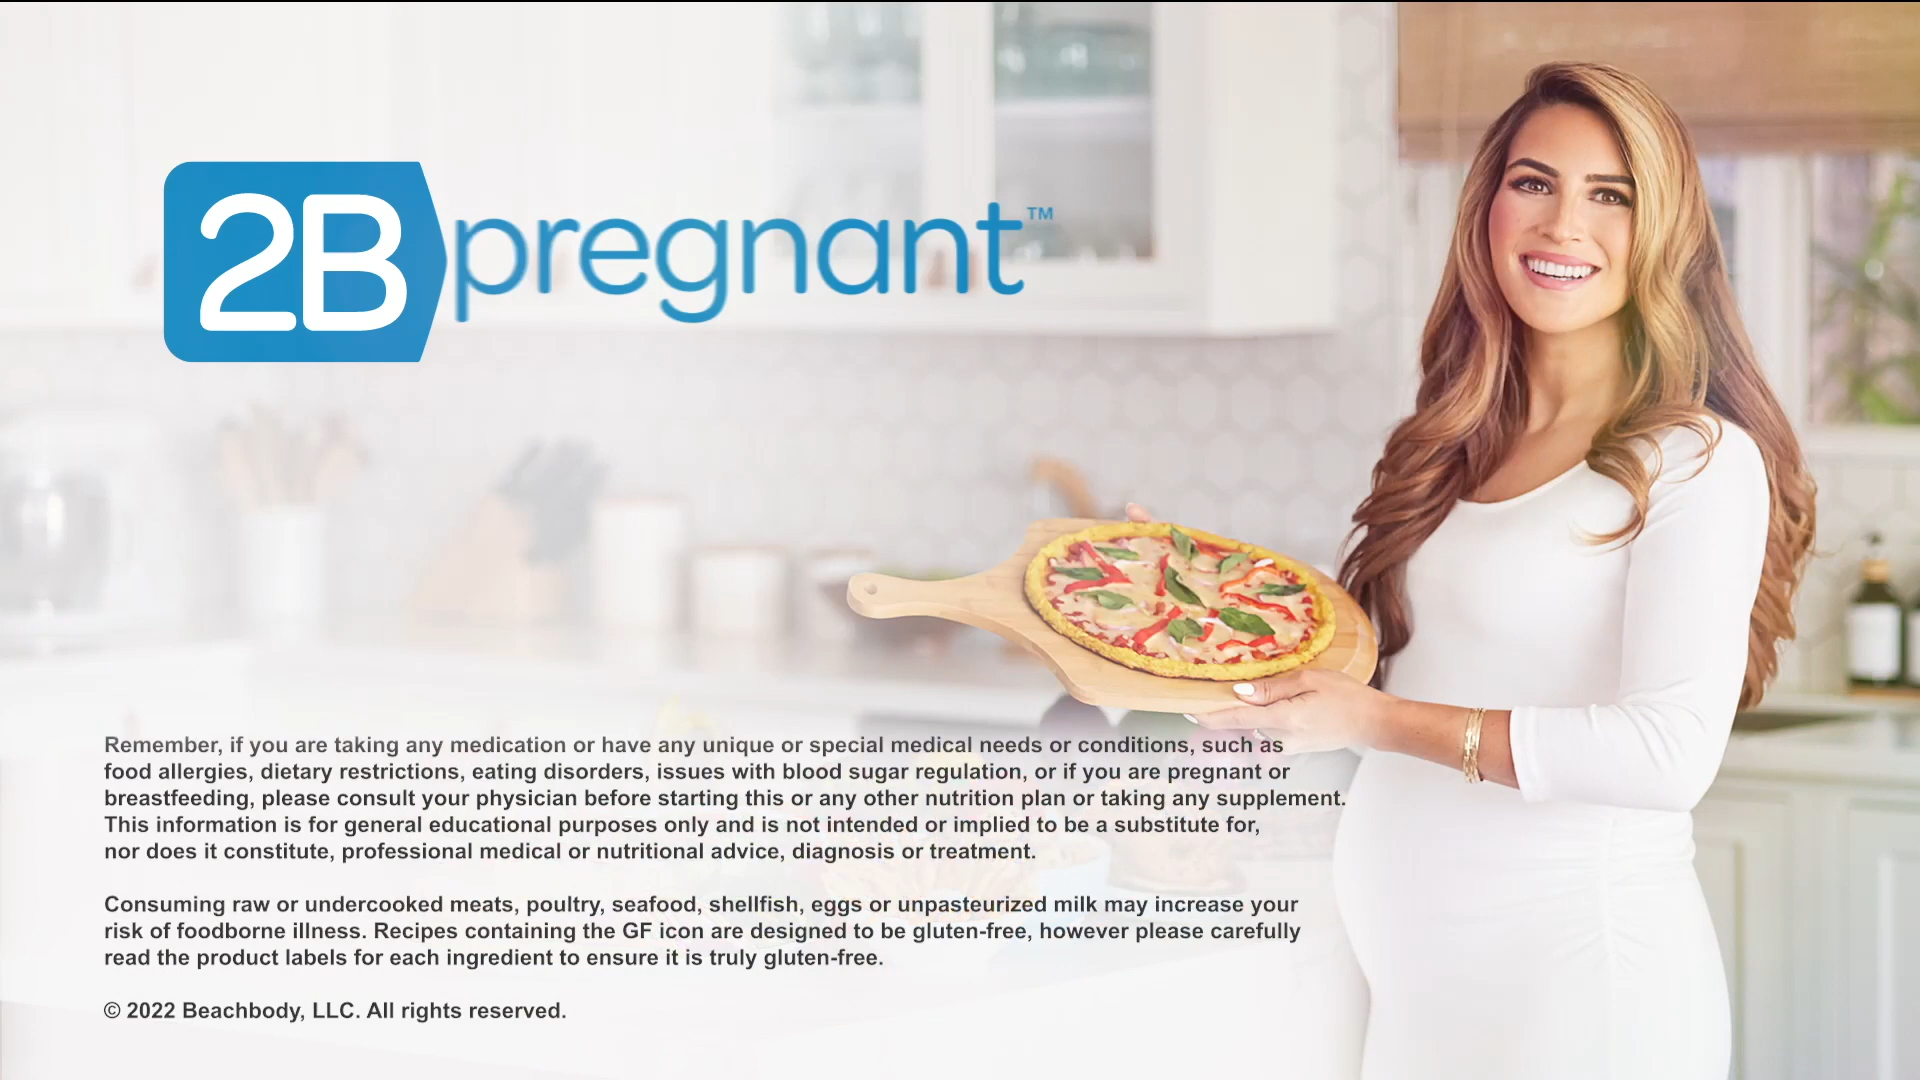 2B pregnant™
Remember, if you are taking any medication or have any unique or special medical needs or conditions, such as
food allergies, dietary restrictions, eating disorders, issues with blood sugar regulation, or if you are pregnant or
breastfeeding, please consult your physician before starting this or any other nutrition plan or taking any supplement.
This information is for general educational purposes only and is not intended or implied to be a substitute for,
nor does it constitute, professional medical or nutritional advice, diagnosis or treatment.
Consuming raw or undercooked meats, poultry, seafood, shellfish, eggs or unpasteurized milk may increase your
risk of foodborne illness. Recipes containing the GF icon are designed to be gluten-free, however please carefully
read the product labels for each ingredient to ensure it is truly gluten-free.
© 2022 Beachbody, LLC. All rights reserved.